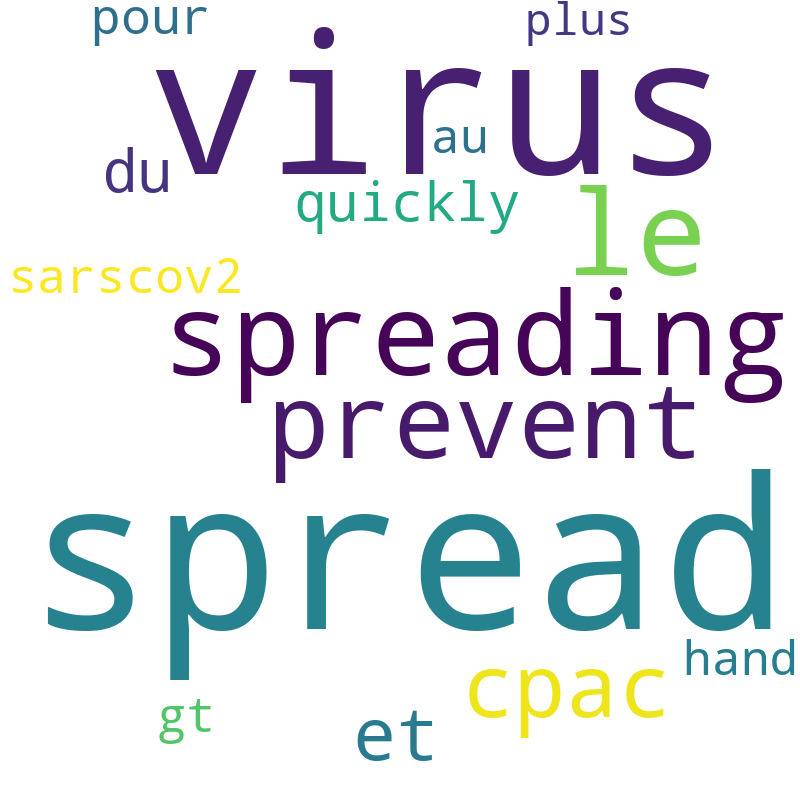 pour
plus
virus
au
du
quickly
le
sarscov2
spreading
prevent
spread
hand
cpac
gt
et